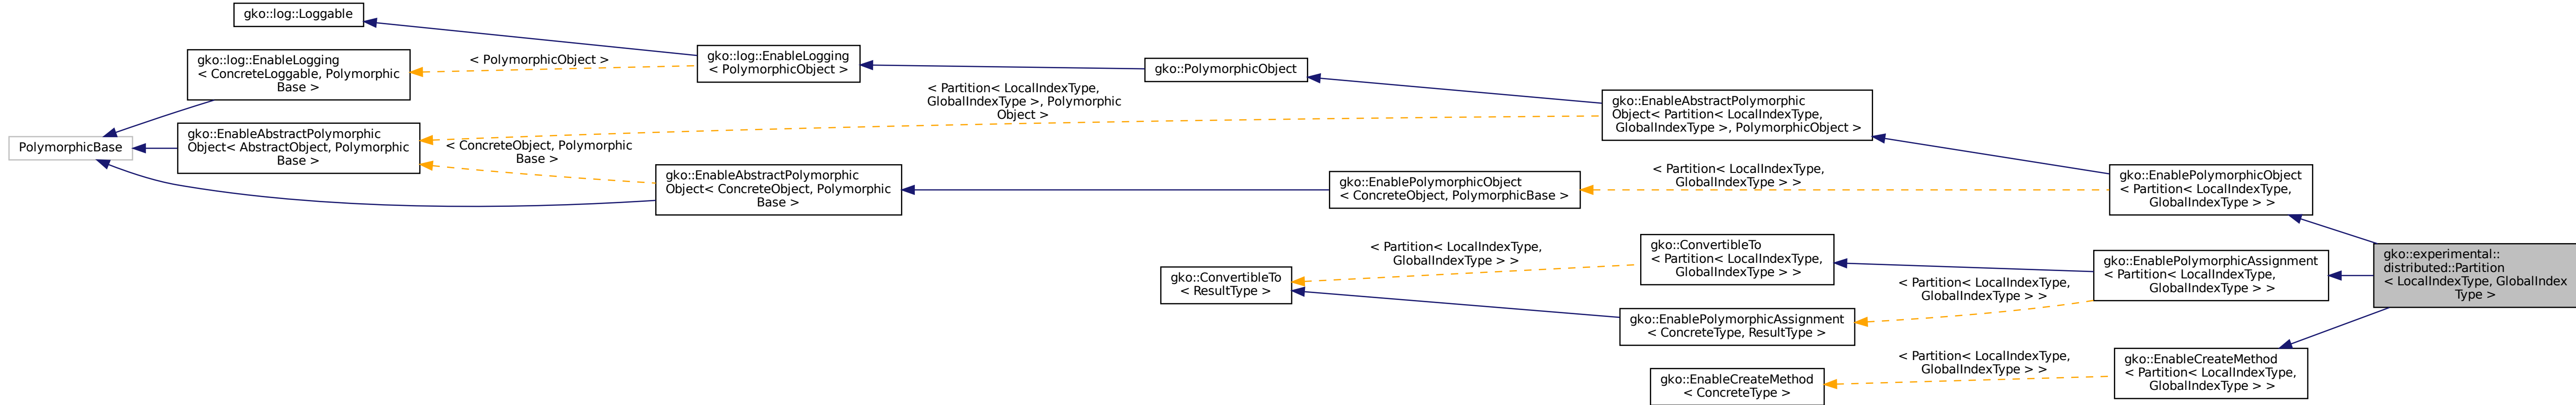 gko::log::Loggable
gko::log::EnableLogging
< ConcreteLoggable, Polymorphic
Base >
< PolymorphicObject >
gko::log::EnableLogging
< PolymorphicObject >
gko::PolymorphicObject
PolymorphicBase
gko::EnableAbstractPolymorphic
Object< AbstractObject, Polymorphic
Base >
< Partition< LocalIndexType,
GlobalIndexType >, Polymorphic
Object >
gko::EnableAbstractPolymorphic
Object< Partition< LocalIndexType,
GlobalIndexType >, PolymorphicObject >
< ConcreteObject, Polymorphic
Base >
gko::EnableAbstractPolymorphic
Object< ConcreteObject, Polymorphic
Base >
gko::EnablePolymorphicObject
< ConcreteObject, PolymorphicBase >
< Partition< LocalIndexType,
GlobalIndexType > >
gko::EnablePolymorphicObject
< Partition< LocalIndexType,
GlobalIndexType > >
gko::ConvertibleTo
< ResultType >
< Partition< LocalIndexType,
GlobalIndexType > >
gko::ConvertibleTo
< Partition< LocalIndexType,
GlobalIndexType > >
gko::EnablePolymorphicAssignment
< Partition< LocalIndexType,
GlobalIndexType > >
gko::experimental::
distributed::Partition
< LocalIndexType, GlobalIndex
Type >
gko::EnablePolymorphicAssignment
< ConcreteType, ResultType >
< Partition< LocalIndexType,
GlobalIndexType > >
gko::EnableCreateMethod
< ConcreteType >
< Partition< LocalIndexType,
GlobalIndexType > >
gko::EnableCreateMethod
< Partition< LocalIndexType,
GlobalIndexType > >